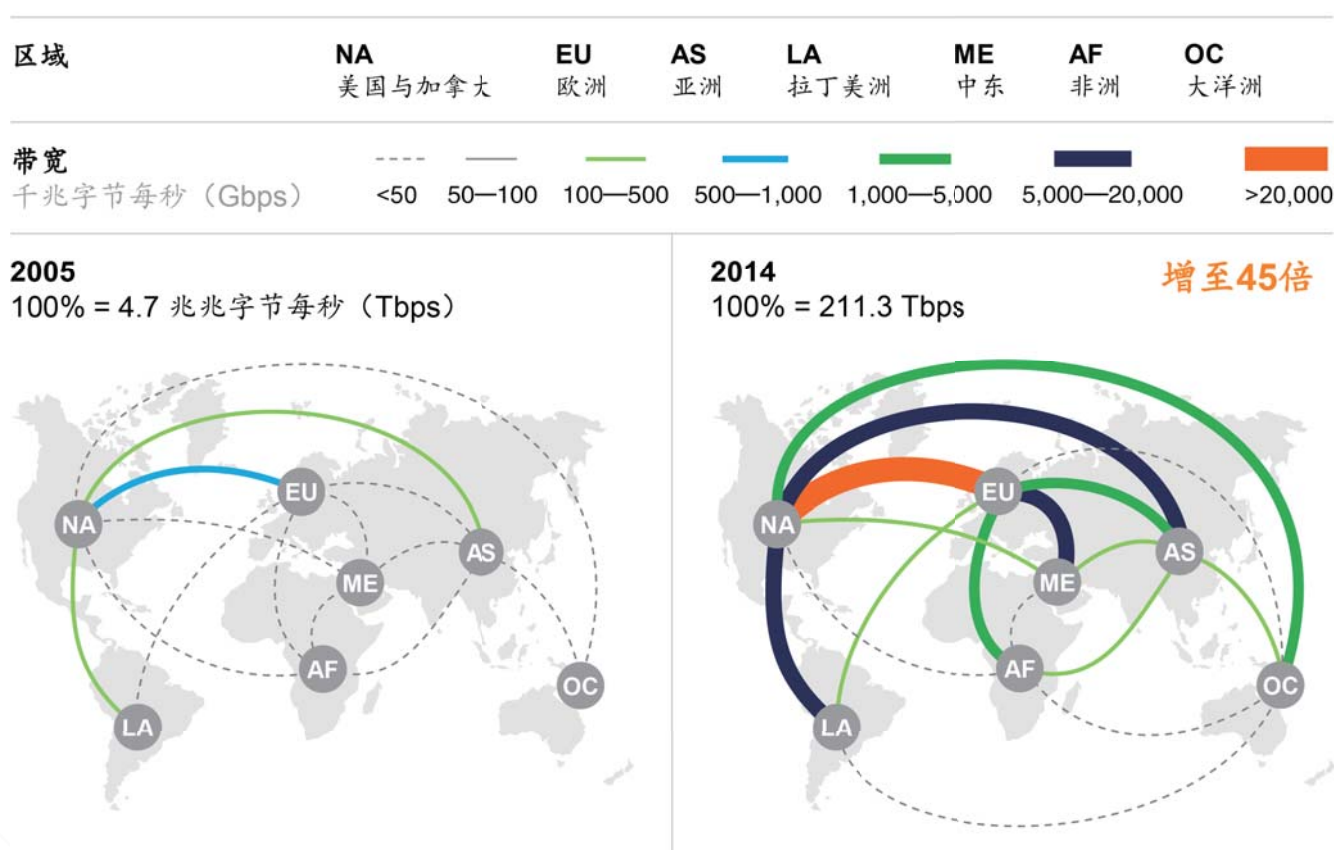 区域 NA EU AS LA ME AF OC
美国与加拿大 欧洲 亚洲 拉丁美洲 中东 非洲 大洋洲
带宽
千兆字节每秒（Gbps） <50 50—100 100—500 500—1,000 1,000—5,000 5,000—20,000 >20,000
2005
100% = 4.7 兆兆字节每秒（Tbps）
NA
EU
AS
ME
AF
OC
LA
2014
增至45倍
100% = 211.3 Tbps
NA
EU
AS
ME
AF
OC
LA